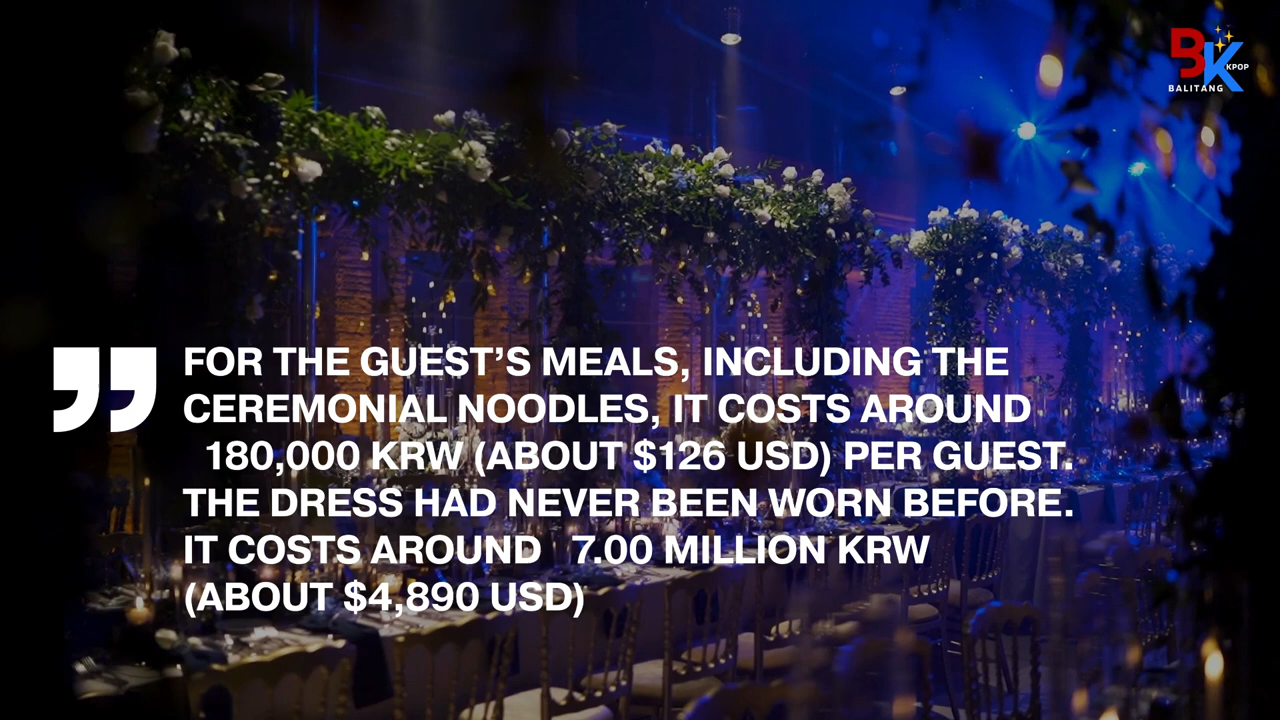 BK
KPOP
BALITANG
” FOR THE GUEST’S MEALS, INCLUDING THE
CEREMONIAL NOODLES, IT COSTS AROUND
180,000 KRW (ABOUT $126 USD) PER GUEST.
THE DRESS HAD NEVER BEEN WORN BEFORE.
IT COSTS AROUND 7.00 MILLION KRW
(ABOUT $4,890 USD)